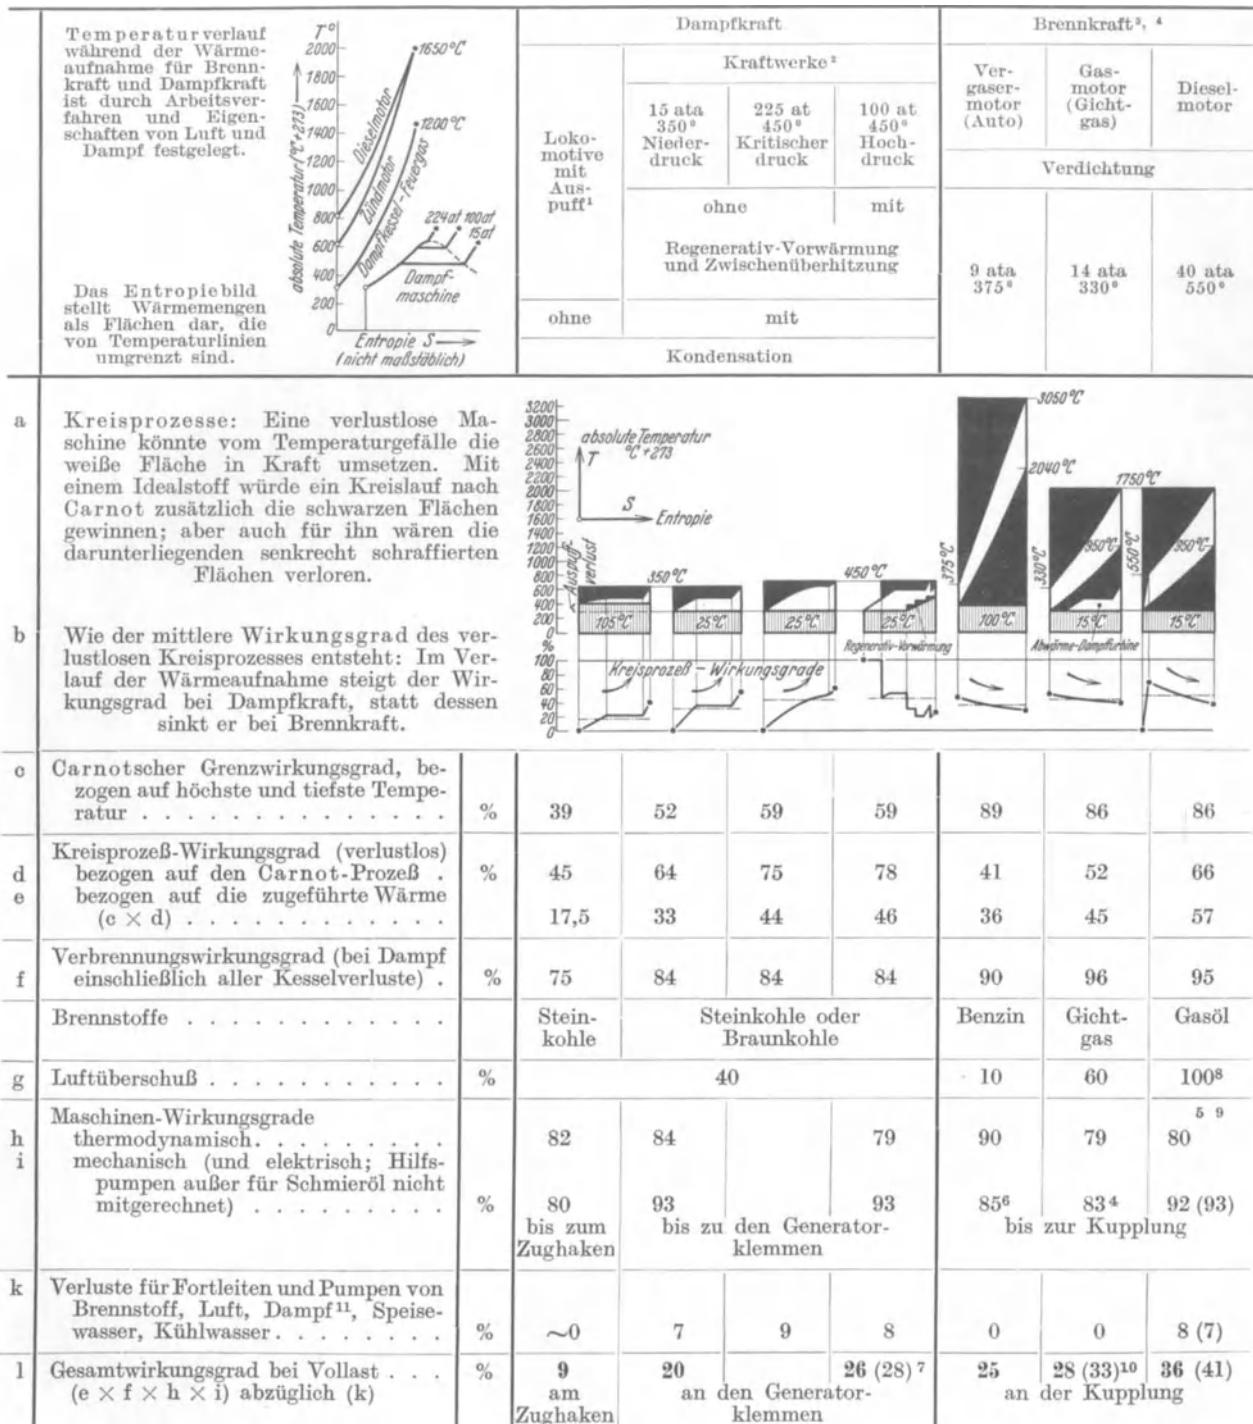 Temperaturverlauf
während der Wärme-
aufnahme für Brenn-
kraft und Dampfkraft
ist durch Arbeitsver-
fahren und Eigen-
schaften von Luft und
Dampf festgelegt.
Das Entropiebild
stellt Wärmemengen
als Flächen dar, die
von Temperaturlinien
umgrenzt sind.
T°
2000
1800
1600
1400
1200
1000
800
600
400
200
0
absolute Temperatur (°C+273)
1650°C
1200°C
Dieselmotor
Zündmotor
Dampfkessel-Feuergas
224at 100at
15at
Dampf-
maschine
Entropie S
(nicht maßstäblich)
Dampfkraft
Brennkraft³, ⁴
Loko-
motive
mit
Aus-
puff¹
Kraftwerke²
15 ata
350°
Nieder-
druck
225 at
450°
Kritischer
druck
100 at
450°
Hoch-
druck
ohne
mit
Regenerativ-Vorwärmung
und Zwischenüberhitzung
ohne
mit
Kondensation
Ver-
gaser-
motor
(Auto)
Gas-
motor
(Gicht-
gas)
Diesel-
motor
Verdichtung
9 ata
375°
14 ata
330°
40 ata
550°
a Kreisprozesse: Eine verlustlose Ma-
schine könnte vom Temperaturgefälle die
weiße Fläche in Kraft umsetzen. Mit
einem Idealstoff würde ein Kreislauf nach
Carnot zusätzlich die schwarzen Flächen
gewinnen; aber auch für ihn wären die
darunterliegenden senkrecht schraffierten
Flächen verloren.
3200
3000
2800
2600
2400
2200
2000
1800
1600
1400
1200
1000
800
600
400
200
0
absolute Temperatur
°C+273
T
S
Entropie
Auspuff-
verlust
350°C
450°C
105°C
25°C
25°C
25°C
Regenerativ-Vorwärmung
375°C
3050°C
2040°C
100°C
330°C
1750°C
350°C
15°C
550°C
350°C
15°C
Abwärme-Dampfturbine
b Wie der mittlere Wirkungsgrad des ver-
lustlosen Kreisprozesses entsteht: Im Ver-
lauf der Wärmeaufnahme steigt der Wir-
kungsgrad bei Dampfkraft, statt dessen
sinkt er bei Brennkraft.
%
100
80
60
40
20
0
Kreisprozeß-Wirkungsgrade
c Carnotscher Grenzwirkungsgrad, be-
zogen auf höchste und tiefste Tempe-
ratur . . . % 39 52 59 59 89 86 86
Kreisprozeß-Wirkungsgrad (verlustlos)
d bezogen auf den Carnot-Prozeß . % 45 64 75 78 41 52 66
e bezogen auf die zugeführte Wärme
(c × d) . . . 17,5 33 44 46 36 45 57
Verbrennungswirkungsgrad (bei Dampf
f einschließlich aller Kesselverluste) . % 75 84 84 84 90 96 95
Brennstoffe . . . Stein- Steinkohle oder Benzin Gicht- Gasöl
kohle Braunkohle gas
g Luftüberschuß . . . % 40 10 60 100⁸
Maschinen-Wirkungsgrade 5 9
h thermodynamisch. . . . 82 84 79 90 79 80
i mechanisch (und elektrisch; Hilfs-
pumpen außer für Schmieröl nicht
mitgerechnet) . . . % 80 93 93 85⁶ 83⁴ 92 (93)
bis zum bis zu den Generator- bis zur Kupplung
Zughaken klemmen
k Verluste für Fortleiten und Pumpen von
Brennstoff, Luft, Dampf¹¹, Speise-
wasser, Kühlwasser . . . % ~0 7 9 8 0 0 8 (7)
l Gesamtwirkungsgrad bei Vollast . . . % 9 20 26 (28)⁷ 25 28 (33)¹⁰ 36 (41)
(e × f × h × i) abzüglich (k) am an den Generator- an der Kupplung
Zughaken klemmen